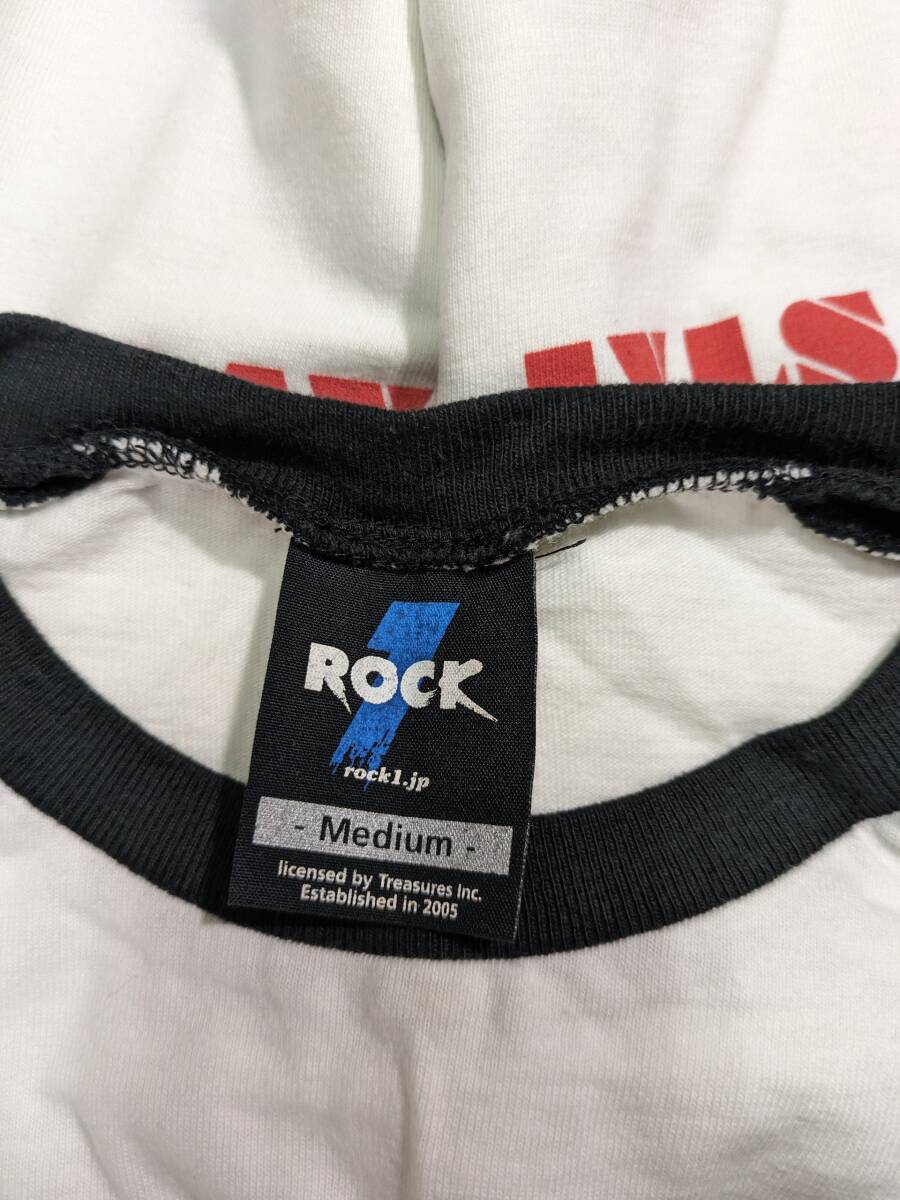 1
ROCK
rock1.jp
- Medium -
licensed by Treasures Inc.
Established in 2005